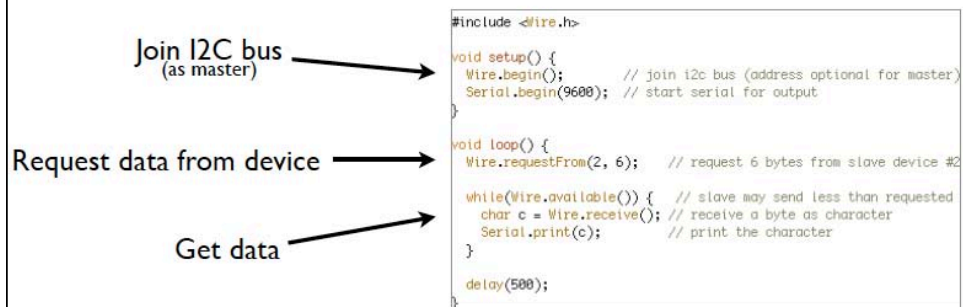 Join I2C bus
(as master)
Request data from device
Get data
#include <Wire.h>
void setup() {
Wire.begin();        // join i2c bus (address optional for master)
Serial.begin(9600);  // start serial for output
}
void loop() {
Wire.requestFrom(2, 6);    // request 6 bytes from slave device #2
while(Wire.available()) {   // slave may send less than requested
char c = Wire.receive(); // receive a byte as character
Serial.print(c);         // print the character
}
delay(500);
}